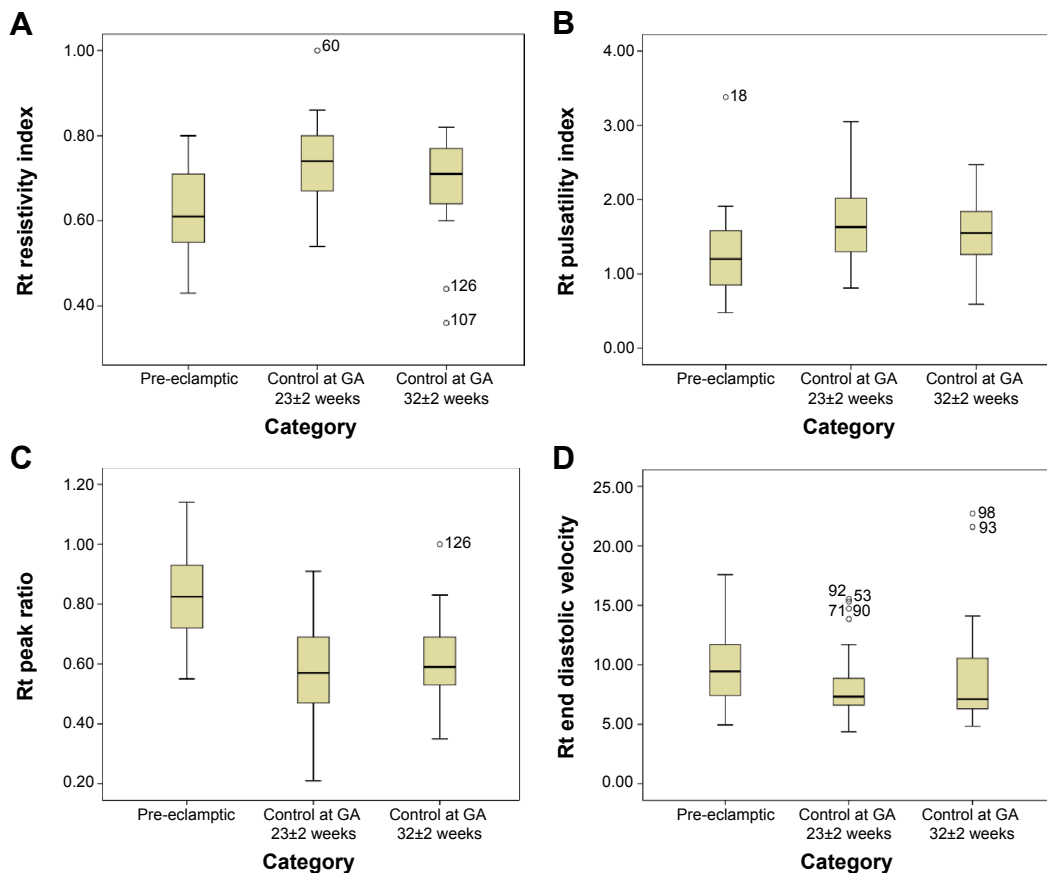 A
Rt resistivity index
1.00
0.80
0.60
0.40
60
126
107
Pre-eclamptic
Control at GA
23±2 weeks
Control at GA
32±2 weeks
Category
B
Rt pulsatility index
4.00
3.00
2.00
1.00
0.00
18
Pre-eclamptic
Control at GA
23±2 weeks
Control at GA
32±2 weeks
Category
C
Rt peak ratio
1.20
1.00
0.80
0.60
0.40
0.20
126
Pre-eclamptic
Control at GA
23±2 weeks
Control at GA
32±2 weeks
Category
D
Rt end diastolic velocity
25.00
20.00
15.00
10.00
5.00
0.00
92 53
71 90
98
93
Pre-eclamptic
Control at GA
23±2 weeks
Control at GA
32±2 weeks
Category